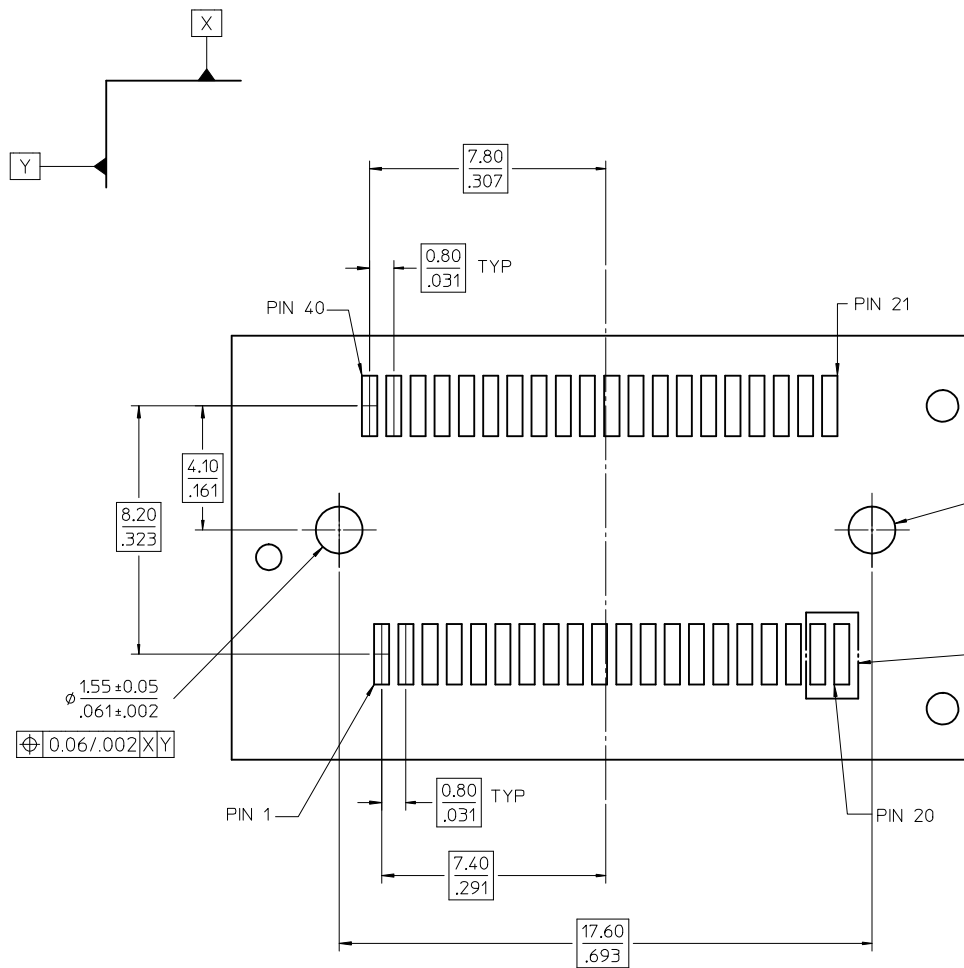 X
Y
7.80
.307
0.80
.031
TYP
PIN 40
PIN 21
4.10
.161
8.20
.323
⌀ 1.55±0.05
.061±.002
⌖ 0.06/.002 X Y
PIN 1
0.80
.031
TYP
PIN 20
7.40
.291
17.60
.693